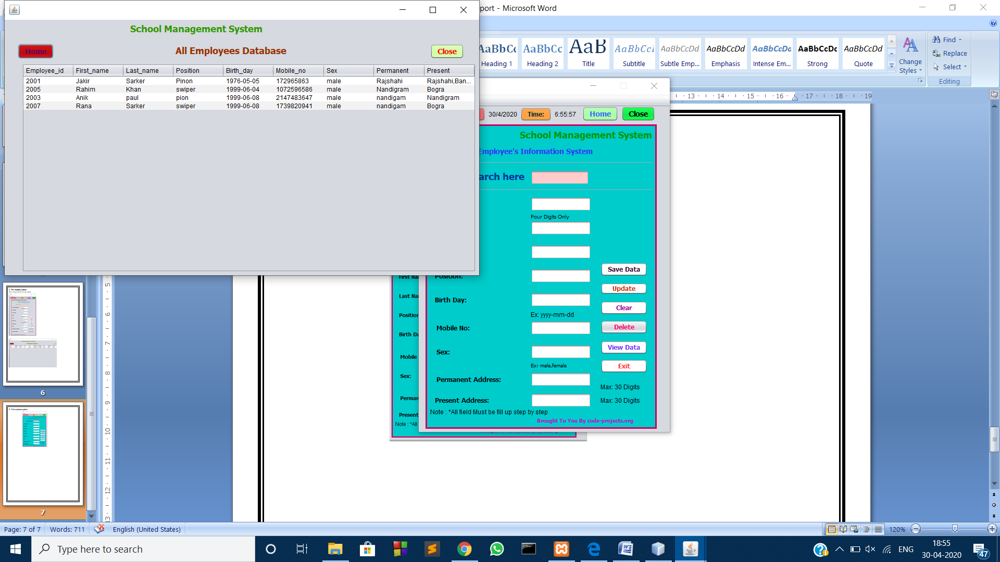 port - Microsoft Word
School Management System
Home
All Employees Database
Close
Employee_id First_name Last_name Position Birth_day Mobile_no Sex Permanent Present
2001 Jakir Sarker Pinon 1976-05-05 172965863 male Rajshahi Rajshahi,Ban...
2005 Rahim Khan swiper 1999-06-04 1072596586 male Nandigram Bogra
2003 Anik paul pion 1999-06-08 2147483647 male nandigam Nandigram
2007 Rana Sarker swiper 1999-06-08 1739820941 male nandigam Bogra
AaBbCc AaBbCc AaB AaBbCcI AaBbCcDd AaBbCcDd AaBbCcDd AaBbCcDc AaBbCcDd
Heading 1 Heading 2 Title Subtitle Subtle Emp... Emphasis Intense Em... Strong Quote
Change
Styles
Find
Replace
Select
Editing
13 14 15 16 17 18 19
30/4/2020 Time: 6:55:57 Home Close
School Management System
Employee's Information System
arch here
Four Digits Only
Position:
Birth Day:
Ex: yyyy-mm-dd
Mobile No:
Sex:
Ex: male,female
Permanent Address:
Max: 30 Digits
Present Address:
Max: 30 Digits
Note : *All field Must be fill up step by step
Brought To You By code-projects.org
Save Data
Update
Clear
Delete
View Data
Exit
First Na
Last Na
Position
Birth Da
Mobile
Sex:
Perman
Present
Note : *All
5
6
7
8
9
10
11
12
13
6
7
Page: 7 of 7 Words: 711 English (United States)
120%
Type here to search
ENG
18:55
30-04-2020
47